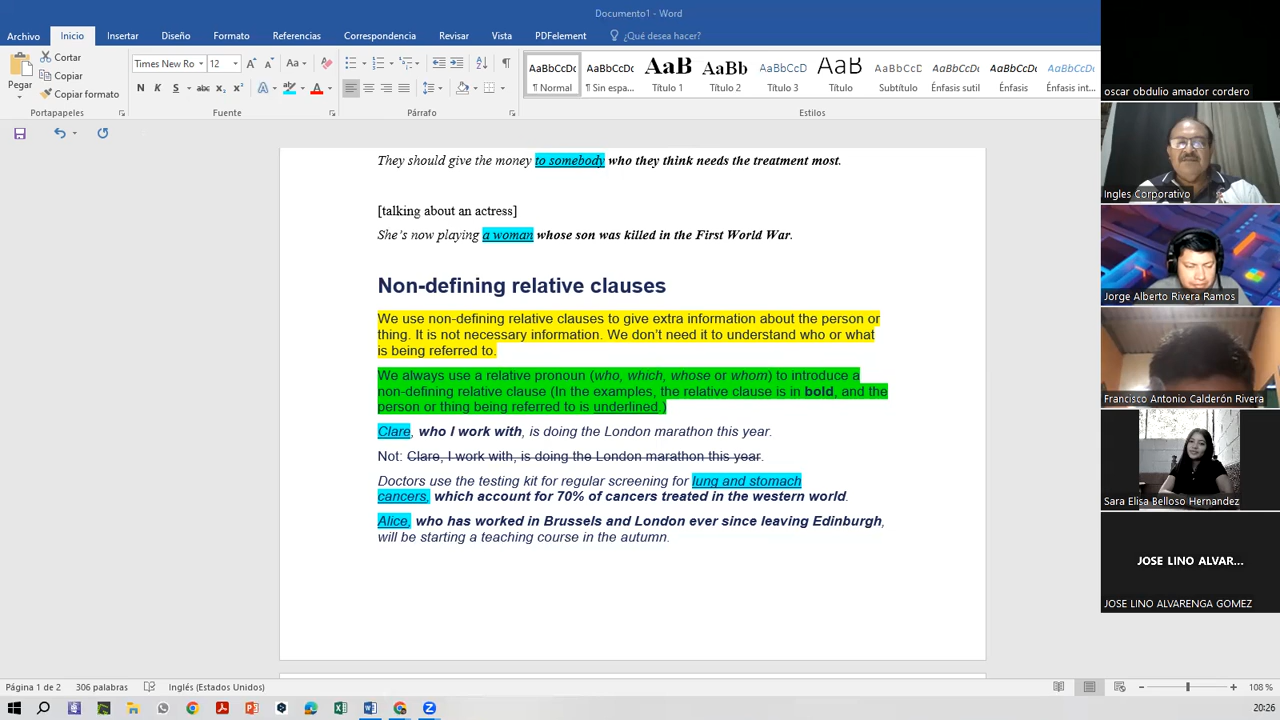 Documento1 - Word
Archivo Inicio Insertar Diseño Formato Referencias Correspondencia Revisar Vista PDFelement ¿Qué desea hacer?
Pegar
Cortar
Copiar
Copiar formato
Portapapeles
Times New Ro 12
Aa
N K S abc x₂ x²
Fuente
Párrafo
AaBbCcDc AaBbCcDc AaB AaBb AaBbCcD AaB AaBbCcD AaBbCcDc AaBbCcDc AaBbCcDc
¶ Normal ¶ Sin espa... Título 1 Título 2 Título 3 Título Subtítulo Énfasis sutil Énfasis Énfasis int...
Estilos
They should give the money to somebody who they think needs the treatment most.
[talking about an actress]
She's now playing a woman whose son was killed in the First World War.
Non-defining relative clauses
We use non-defining relative clauses to give extra information about the person or
thing. It is not necessary information. We don't need it to understand who or what
is being referred to.
We always use a relative pronoun (who, which, whose or whom) to introduce a
non-defining relative clause (In the examples, the relative clause is in bold, and the
person or thing being referred to is underlined.)
Clare, who I work with, is doing the London marathon this year.
Not: Clare, I work with, is doing the London marathon this year.
Doctors use the testing kit for regular screening for lung and stomach
cancers, which account for 70% of cancers treated in the western world.
Alice, who has worked in Brussels and London ever since leaving Edinburgh,
will be starting a teaching course in the autumn.
oscar obdulio amador cordero
Ingles Corporativo
Jorge Alberto Rivera Ramos
Francisco Antonio Calderón Rivera
Sara Elisa Belloso Hernandez
JOSE LINO ALVAR...
JOSE LINO ALVARENGA GOMEZ
Página 1 de 2 306 palabras Inglés (Estados Unidos) 108 %
20:26